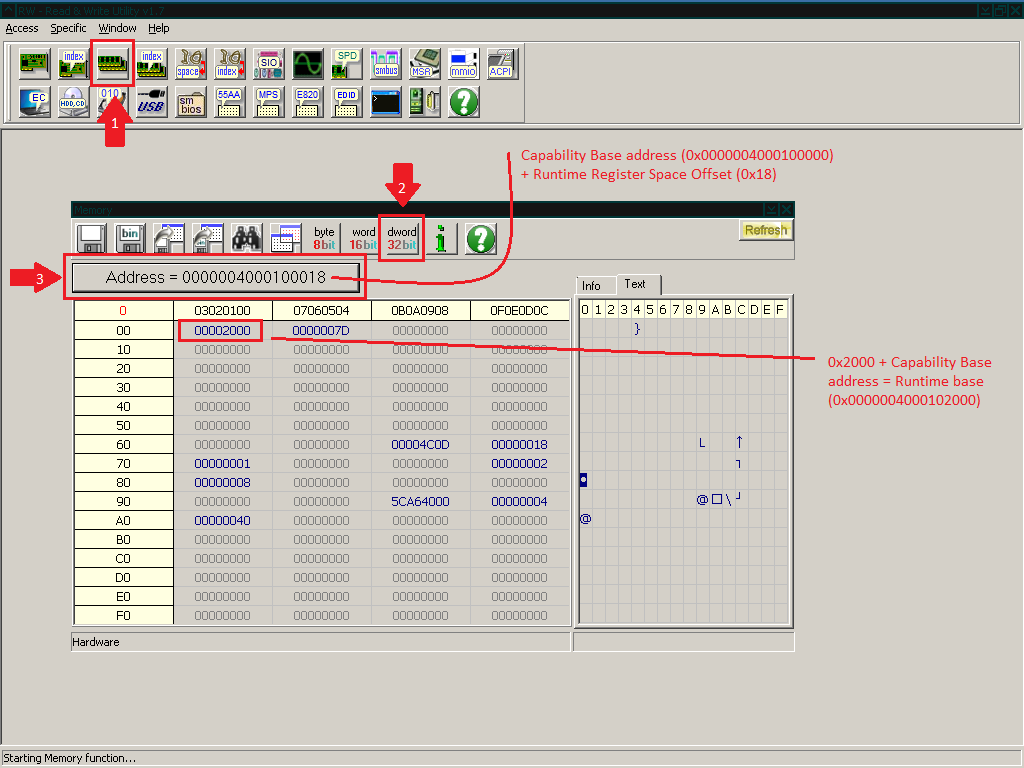 RW - Read & Write Utility v1.7
Access Specific Window Help
index index IO space IO index SIO SPD smbus MSR mmio ACPI
EC HDD,CD 010 USB sm bios 55AA MPS E820 EDID
1
Capability Base address (0x0000004000100000)
+ Runtime Register Space Offset (0x18)
2
Memory
bin byte 8bit word 16bit dword 32bit Refresh
3 Address = 0000004000100018
Info Text
0 03020100 07060504 0B0A0908 0F0E0D0C 0 1 2 3 4 5 6 7 8 9 A B C D E F
00 00002000 0000007D 00000000 00000000 }
10 00000000 00000000 00000000 00000000
20 00000000 00000000 00000000 00000000
30 00000000 00000000 00000000 00000000
40 00000000 00000000 00000000 00000000
50 00000000 00000000 00000000 00000000
60 00000000 00000000 00004C0D 00000018 L ↑
70 00000001 00000000 00000000 00000002 ┐
80 00000008 00000000 00000000 00000000 ◘
90 00000000 00000000 5CA64000 00000004 @□\ ┘
A0 00000040 00000000 00000000 00000000 @
B0 00000000 00000000 00000000 00000000
C0 00000000 00000000 00000000 00000000
D0 00000000 00000000 00000000 00000000
E0 00000000 00000000 00000000 00000000
F0 00000000 00000000 00000000 00000000
0x2000 + Capability Base
address = Runtime base
(0x0000004000102000)
Hardware
Starting Memory function...